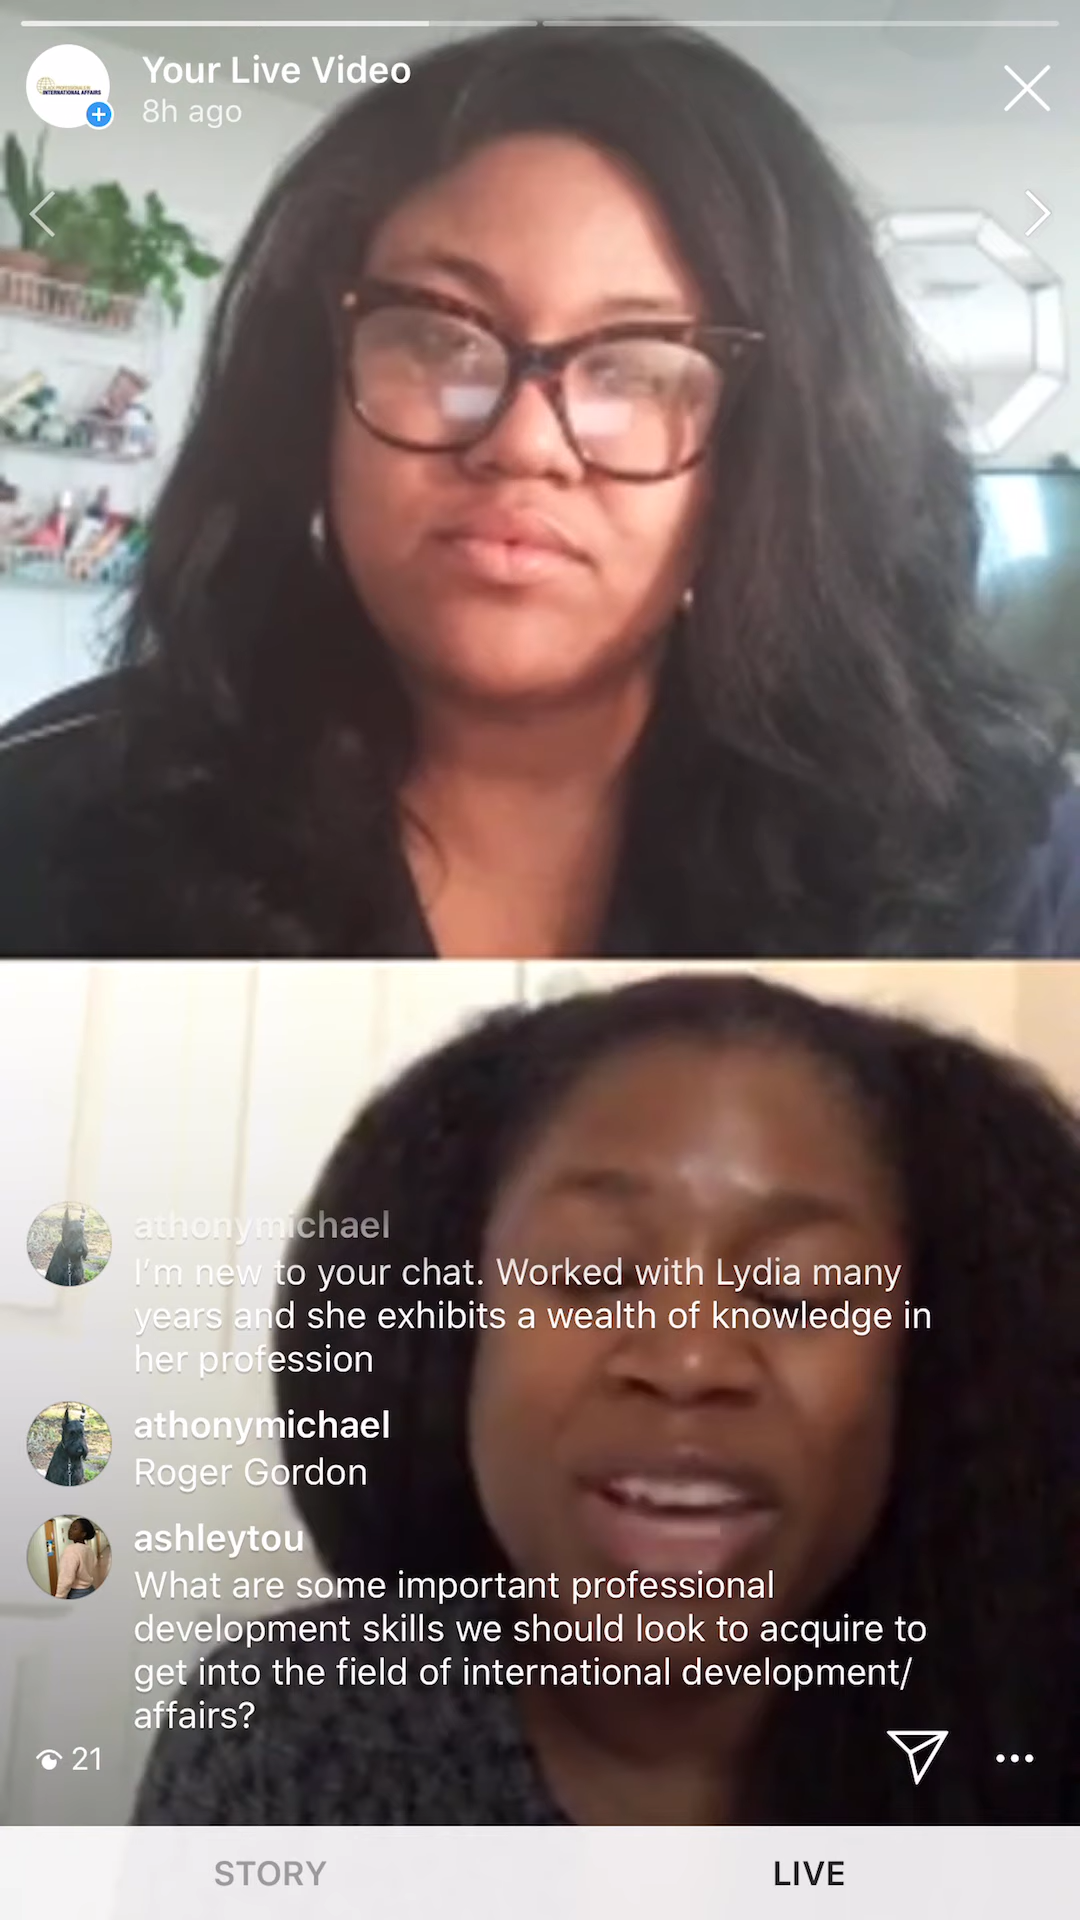 Your Live Video
8h ago
INTERNATIONAL AFFAIRS
athonymichael
I'm new to your chat. Worked with Lydia many
years and she exhibits a wealth of knowledge in
her profession
athonymichael
Roger Gordon
ashleytou
What are some important professional
development skills we should look to acquire to
get into the field of international development/
affairs?
21
STORY
LIVE